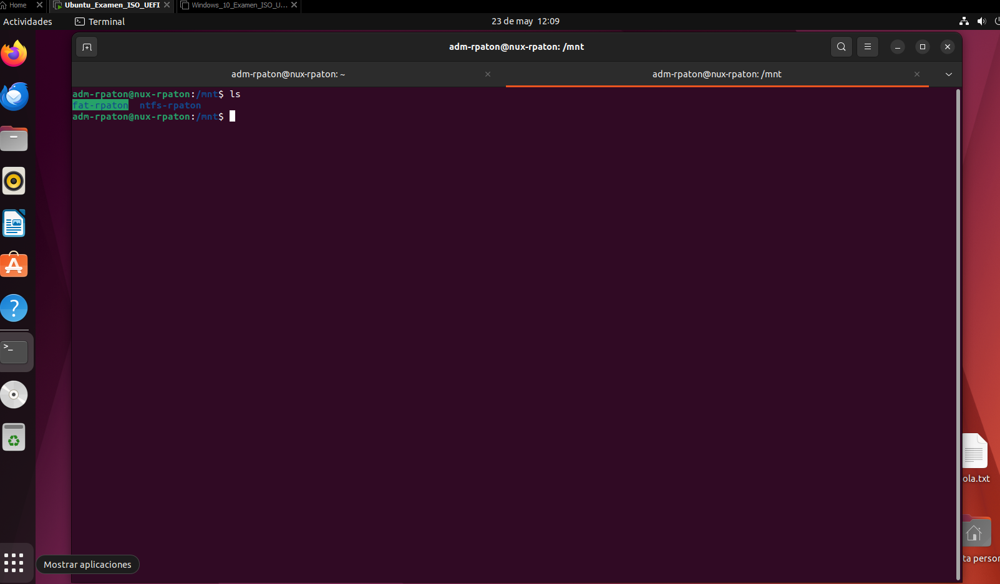 Home
Ubuntu_Examen_ISO_UEFI
Windows_10_Examen_ISO_U...
Actividades
Terminal
23 de may 12:09
adm-rpaton@nux-rpaton: /mnt
adm-rpaton@nux-rpaton: ~
adm-rpaton@nux-rpaton: /mnt
adm-rpaton@nux-rpaton:/mnt$ ls
fat-rpaton ntfs-rpaton
adm-rpaton@nux-rpaton:/mnt$
ola.txt
ta person
Mostrar aplicaciones